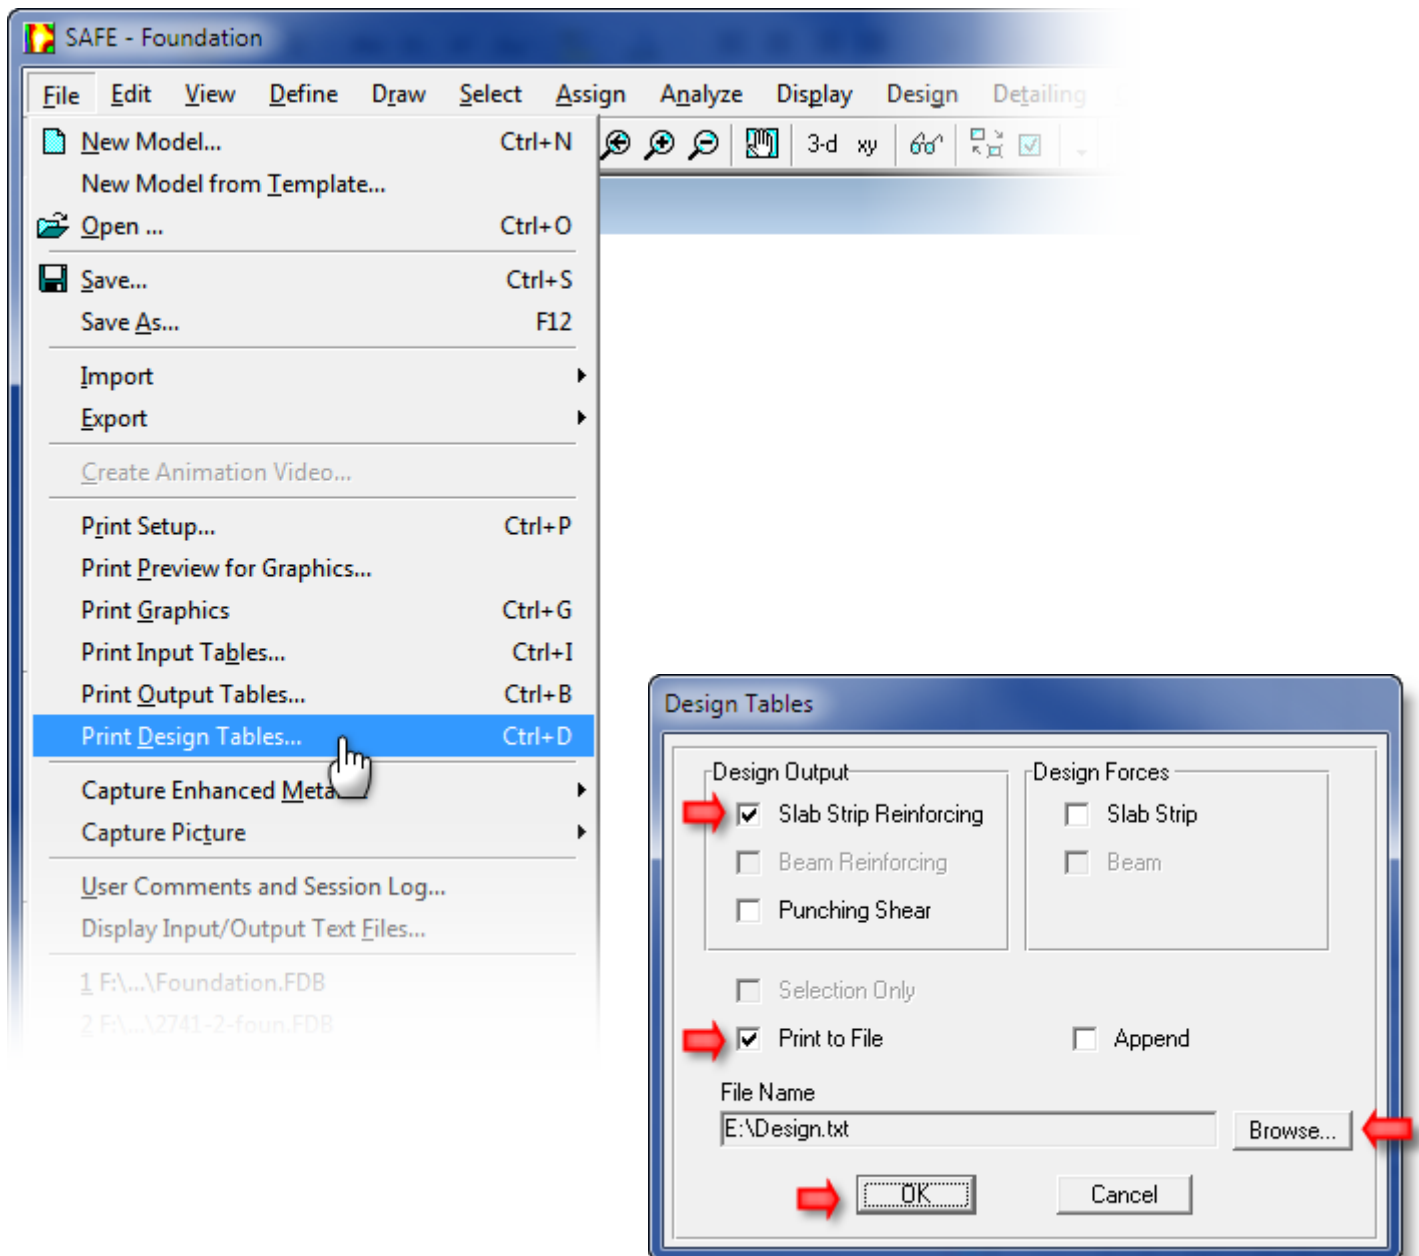 SAFE - Foundation
File Edit View Define Draw Select Assign Analyze Display Design Detailing
New Model... Ctrl+N
3-d xy
New Model from Template...
Open ... Ctrl+O
Save... Ctrl+S
Save As... F12
Import
Export
Create Animation Video...
Print Setup... Ctrl+P
Print Preview for Graphics...
Print Graphics Ctrl+G
Print Input Tables... Ctrl+I
Print Output Tables... Ctrl+B
Print Design Tables... Ctrl+D
Capture Enhanced Meta
Capture Picture
User Comments and Session Log...
Display Input/Output Text Files...
1 F:\...\Foundation.FDB
2 F:\...\2741-2-foun.FDB
Design Tables
Design Output Design Forces
Slab Strip Reinforcing Slab Strip
Beam Reinforcing Beam
Punching Shear
Selection Only
Print to File Append
File Name
E:\Design.txt Browse...
OK Cancel